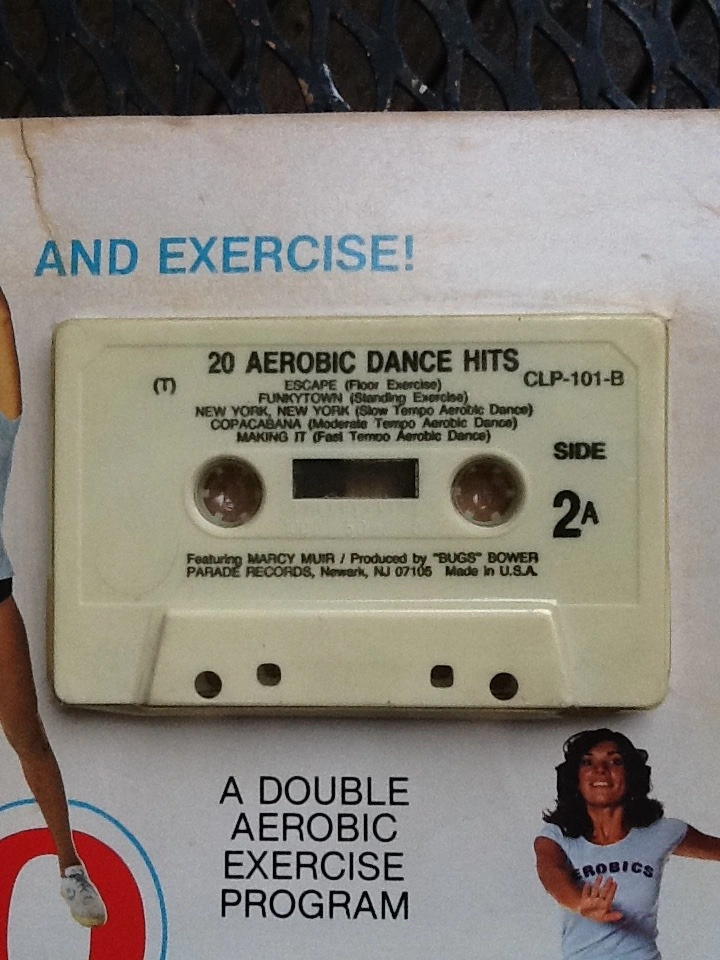 AND EXERCISE!
20 AEROBIC DANCE HITS
(T)
CLP-101-B
ESCAPE (Floor Exercise)
FUNKYTOWN (Standing Exercise)
NEW YORK, NEW YORK (Slow Tempo Aerobic Dance)
COPACABANA (Moderate Tempo Aerobic Dance)
MAKING IT (Fast Tempo Aerobic Dance)
SIDE
2A
Featuring MARCY MUIR / Produced by "BUGS" BOWER
PARADE RECORDS, Newark, NJ 07105 Made in U.S.A.
A DOUBLE
AEROBIC
EXERCISE
PROGRAM
EROBICS